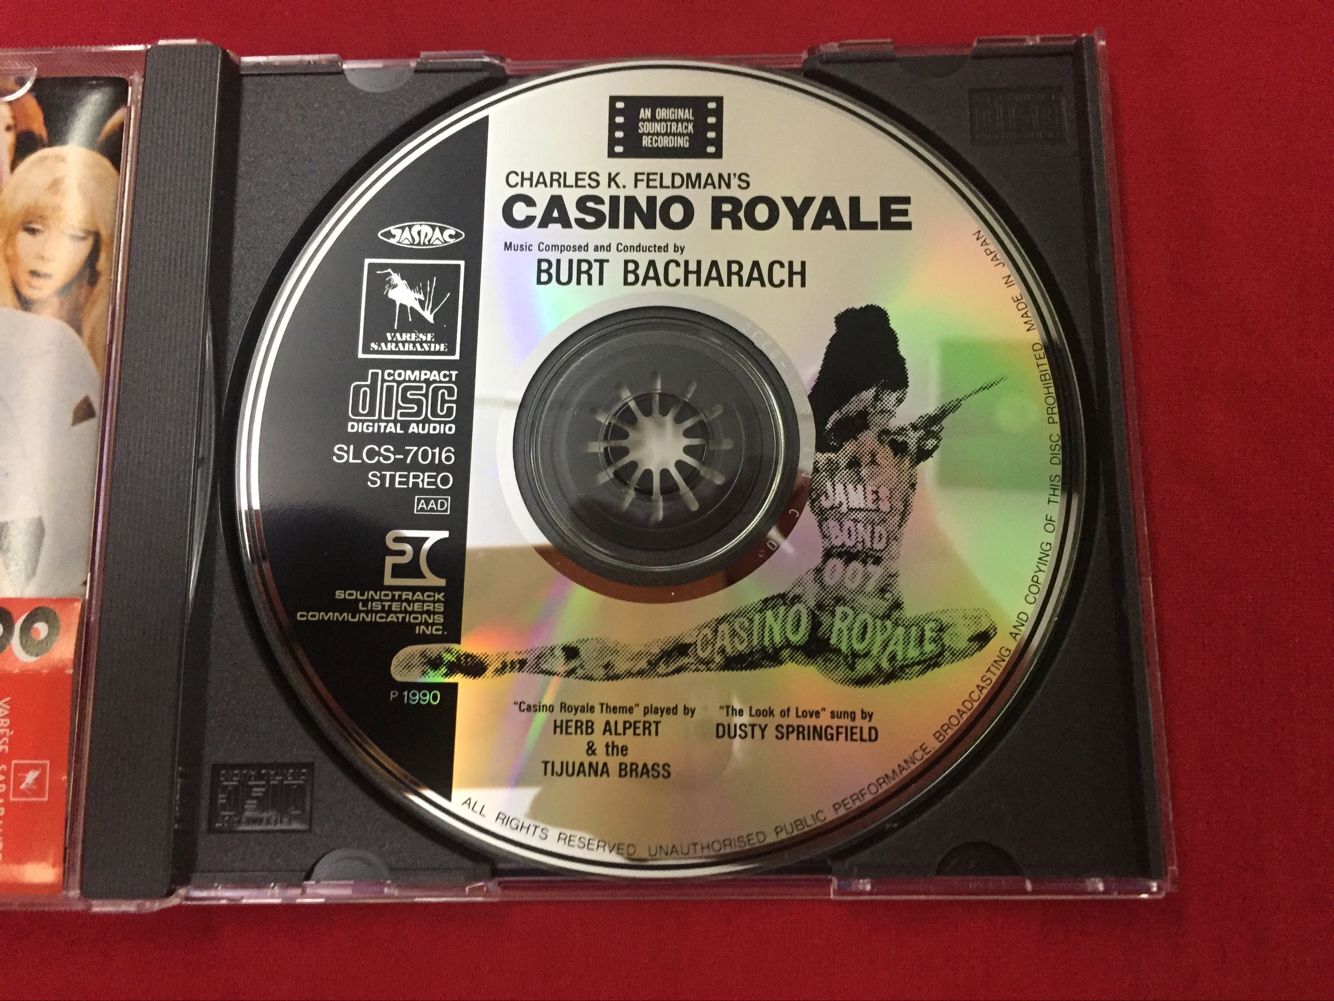 AN ORIGINAL
SOUNDTRACK
RECORDING
CHARLES K. FELDMAN'S
CASINO ROYALE
Music Composed and Conducted by
BURT BACHARACH
JASRAC
VARÈSE
SARABANDE
COMPACT
disc
DIGITAL AUDIO
SLCS-7016
STEREO
AAD
SOUNDTRACK
LISTENERS
COMMUNICATIONS
INC.
JAMES
BOND
007
CASINO ROYALE
P 1990
"Casino Royale Theme" played by
HERB ALPERT
& the
TIJUANA BRASS
"The Look of Love" sung by
DUSTY SPRINGFIELD
ALL RIGHTS RESERVED. UNAUTHORISED PUBLIC PERFORMANCE. BROADCASTING AND COPYING OF THIS DISC PROHIBITED MADE IN JAPAN
VARÈSE SARABANDE